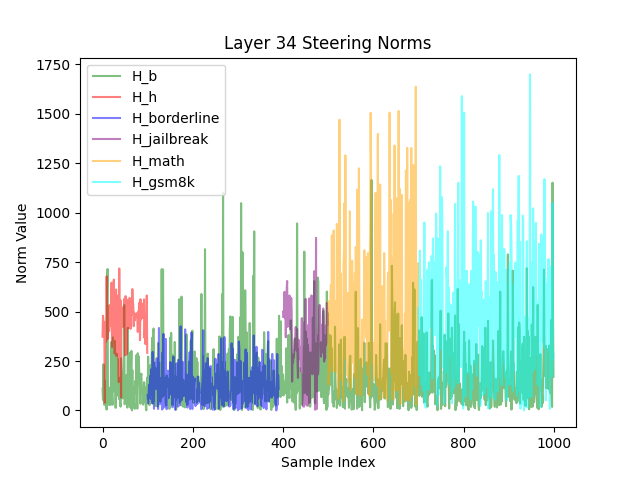 Layer 34 Steering Norms
1750
1500
1250
1000
750
500
250
0
Norm Value
H_b
H_h
H_borderline
H_jailbreak
H_math
H_gsm8k
0
200
400
600
800
1000
Sample Index